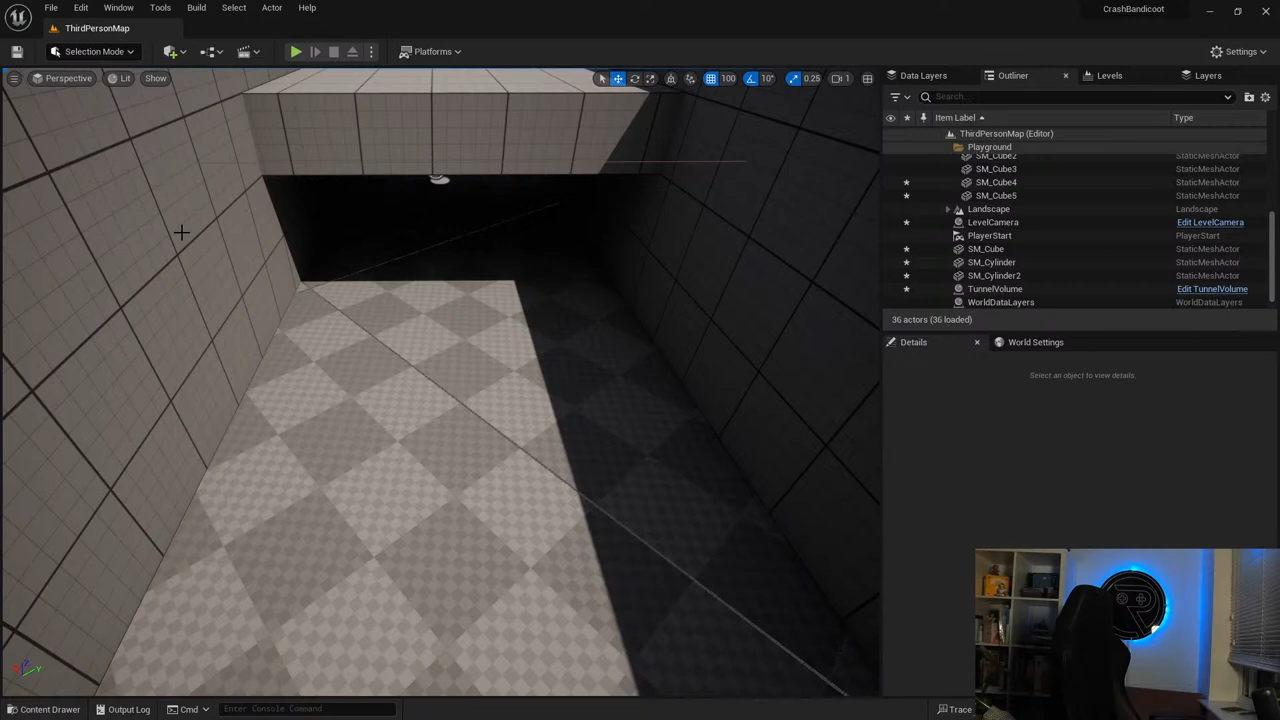 File Edit Window Tools Build Select Actor Help
CrashBandicoot
ThirdPersonMap
Selection Mode
Platforms
Settings
Perspective Lit Show
100 10° 0.25 1
Data Layers Outliner Levels Layers
Search...
Item Label Type
ThirdPersonMap (Editor)
Playground
SM_Cube2 StaticMeshActor
SM_Cube3 StaticMeshActor
SM_Cube4 StaticMeshActor
SM_Cube5 StaticMeshActor
Landscape Landscape
LevelCamera Edit LevelCamera
PlayerStart PlayerStart
SM_Cube StaticMeshActor
SM_Cylinder StaticMeshActor
SM_Cylinder2 StaticMeshActor
TunnelVolume Edit TunnelVolume
WorldDataLayers WorldDataLayers
36 actors (36 loaded)
Details World Settings
Select an object to view details.
Content Drawer Output Log Cmd Enter Console Command Trace